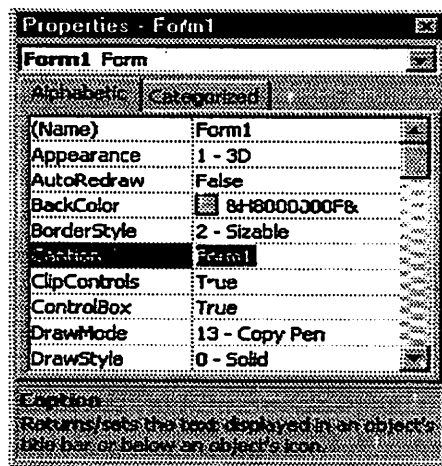 Properties - Form1
Form1 Form
Alphabetic Categorized
(Name) Form1
Appearance 1 - 3D
AutoRedraw False
BackColor &H8000000F&
BorderStyle 2 - Sizable
Caption Form1
ClipControls True
ControlBox True
DrawMode 13 - Copy Pen
DrawStyle 0 - Solid
Caption
Returns/sets the text displayed in an object's
title bar or below an object's icon.